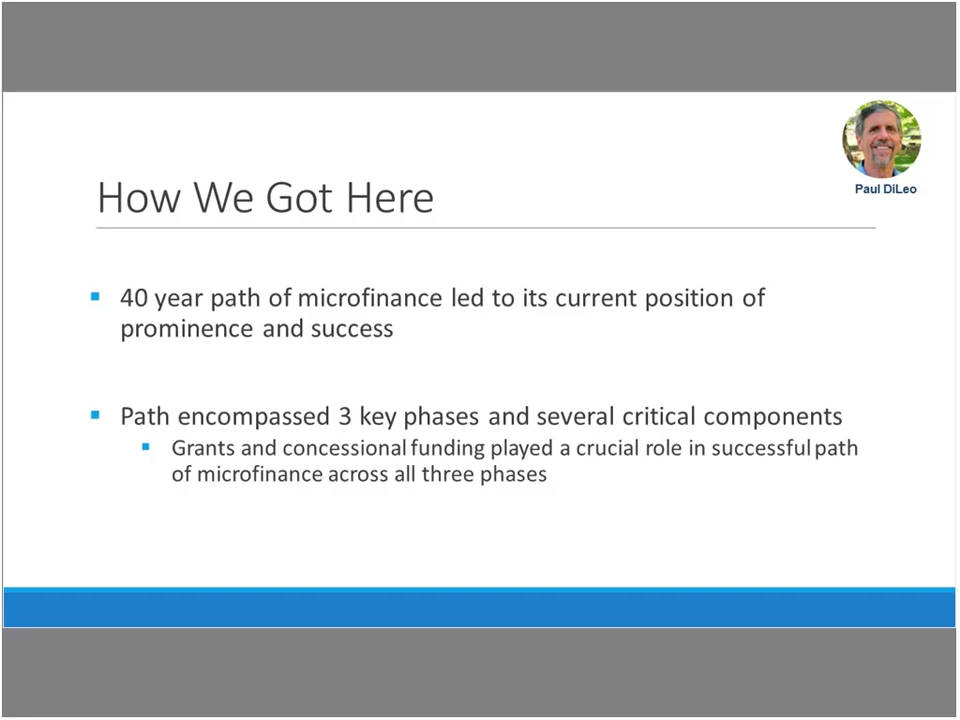 Paul DiLeo
How We Got Here
40 year path of microfinance led to its current position of
prominence and success
Path encompassed 3 key phases and several critical components
Grants and concessional funding played a crucial role in successful path
of microfinance across all three phases